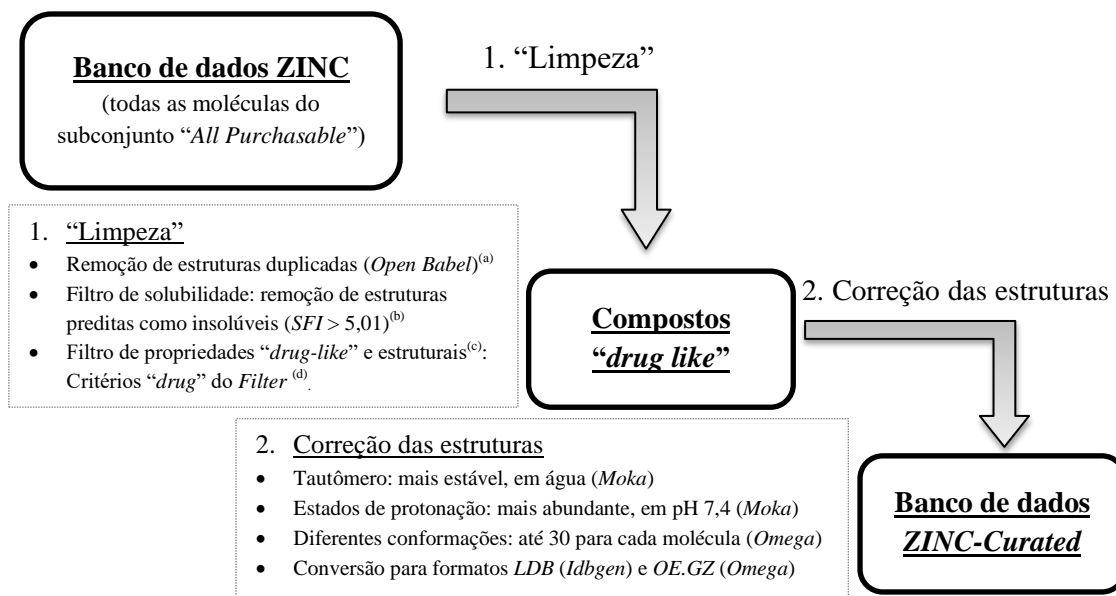 Banco de dados ZINC
(todas as moléculas do
subconjunto “All Purchasable”)
1. “Limpeza”
1. “Limpeza”
• Remoção de estruturas duplicadas (Open Babel)(a)
• Filtro de solubilidade: remoção de estruturas
preditas como insolúveis (SFI > 5,01)(b)
• Filtro de propriedades “drug-like” e estruturais(c):
Critérios “drug” do Filter (d).
Compostos
“drug like”
2. Correção das estruturas
2. Correção das estruturas
• Tautômero: mais estável, em água (Moka)
• Estados de protonação: mais abundante, em pH 7,4 (Moka)
• Diferentes conformações: até 30 para cada molécula (Omega)
• Conversão para formatos LDB (Idbgen) e OE.GZ (Omega)
Banco de dados
ZINC-Curated